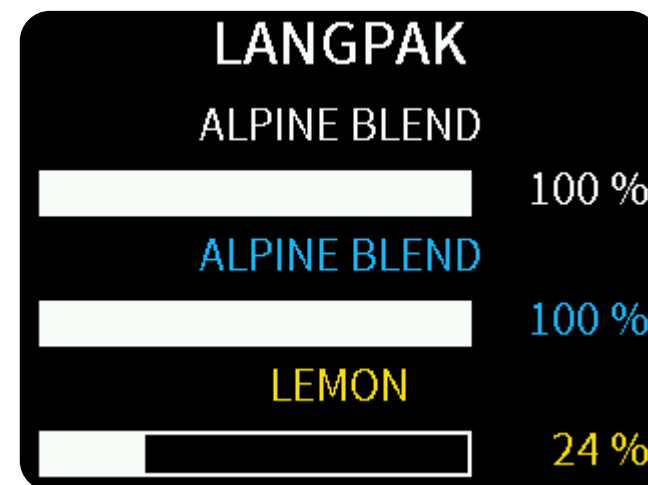 LANGPAK
ALPINE BLEND
100 %
ALPINE BLEND
100 %
LEMON
24 %